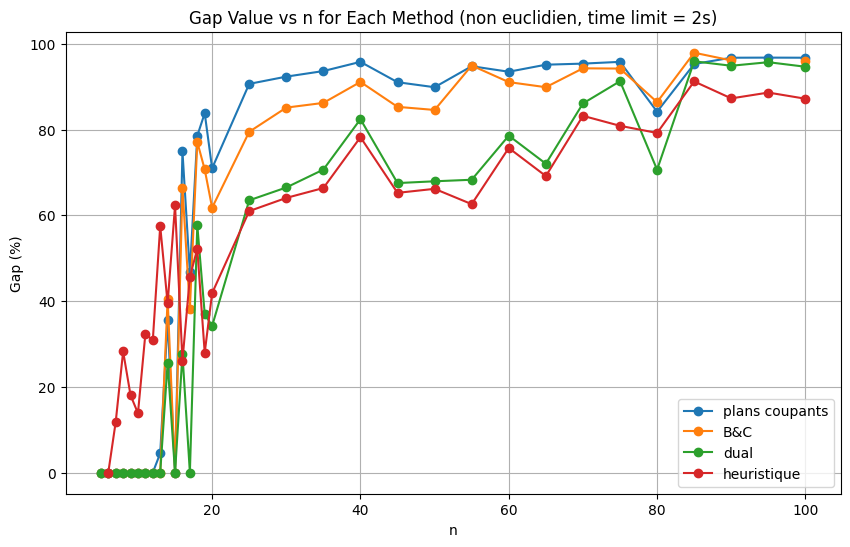 Gap Value vs n for Each Method (non euclidien, time limit = 2s)
Gap (%)
100
80
60
40
20
0
20 40 60 80 100
n
plans coupants
B&C
dual
heuristique